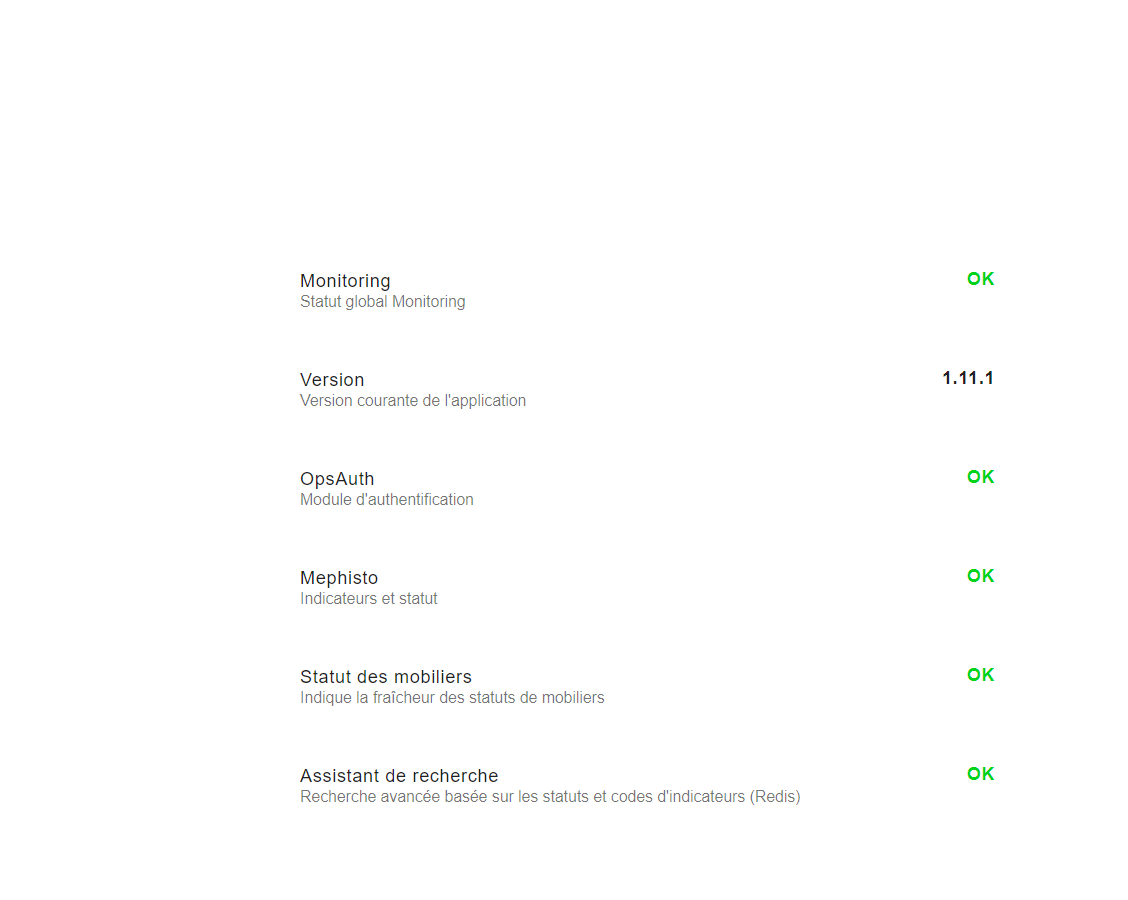 Monitoring
OK
Statut global Monitoring
Version
1.11.1
Version courante de l'application
OpsAuth
OK
Module d'authentification
Mephisto
OK
Indicateurs et statut
Statut des mobiliers
OK
Indique la fraîcheur des statuts de mobiliers
Assistant de recherche
OK
Recherche avancée basée sur les statuts et codes d'indicateurs (Redis)